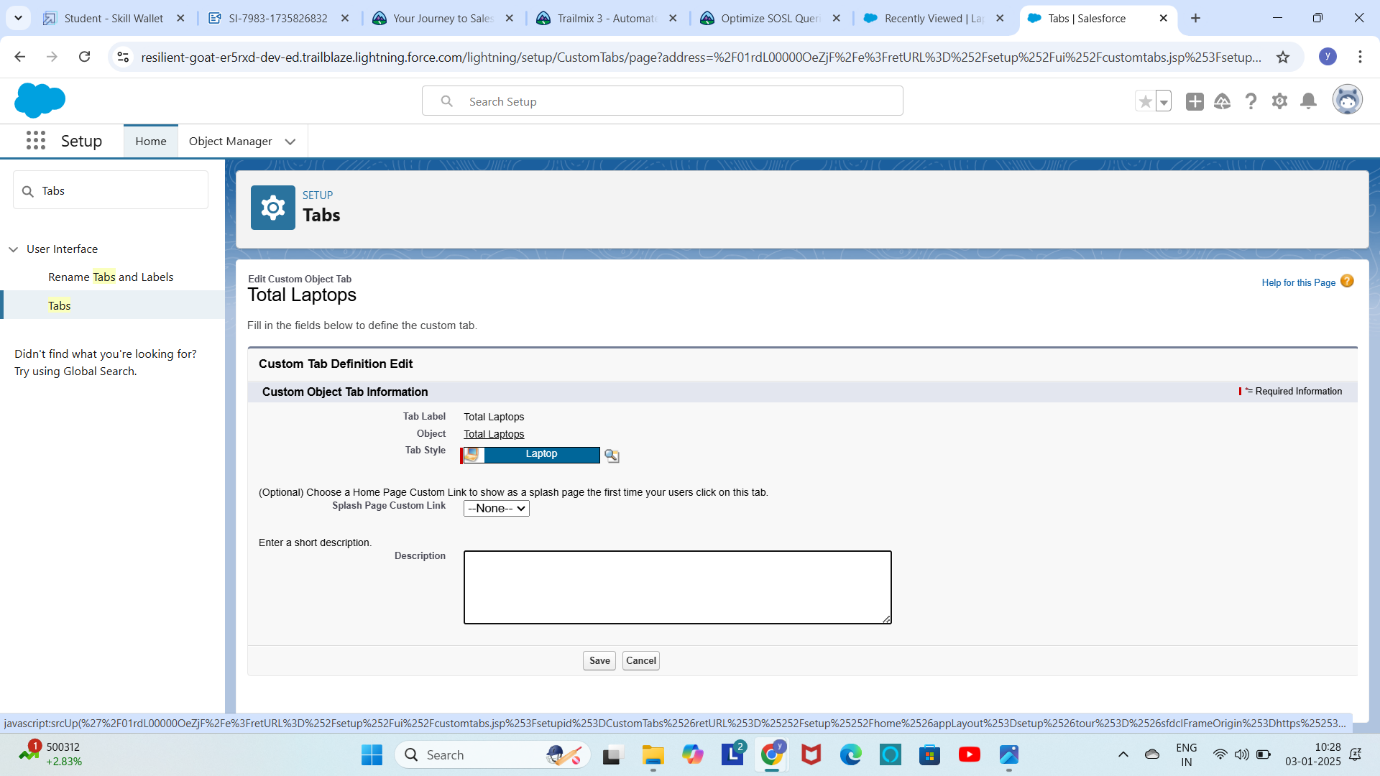 Student - Skill Wallet
SI-7983-1735826832
Your Journey to Sales
Trailmix 3 - Automat
Optimize SOSL Quer
Recently Viewed | La
Tabs | Salesforce
resilient-goat-er5rxd-dev-ed.trailblaze.lightning.force.com/lightning/setup/CustomTabs/page?address=%2F01rdL00000OeZjF%2Fe%3FretURL%3D%252Fsetup%252Fui%252Fcustomtabs.jsp%253Fsetup...
y
Search Setup
Setup
Home
Object Manager
Tabs
User Interface
Rename Tabs and Labels
Tabs
Didn't find what you're looking for?
Try using Global Search.
SETUP
Tabs
Edit Custom Object Tab
Total Laptops
Help for this Page
Fill in the fields below to define the custom tab.
Custom Tab Definition Edit
Custom Object Tab Information
= Required Information
Tab Label Total Laptops
Object Total Laptops
Tab Style Laptop
(Optional) Choose a Home Page Custom Link to show as a splash page the first time your users click on this tab.
Splash Page Custom Link --None--
Enter a short description.
Description
Save Cancel
javascript:srcUp(%27%2F01rdL00000OeZjF%2Fe%3FretURL%3D%252Fsetup%252Fui%252Fcustomtabs.jsp%253Fsetupid%253DCustomTabs%2526retURL%253D%25252Fsetup%25252Fhome%2526appLayout%253Dsetup%2526tour%253D%2526sfdcIFrameOrigin%253Dhttps%25253...
1
500312
+2.83%
Search
2
ENG
IN
10:28
03-01-2025